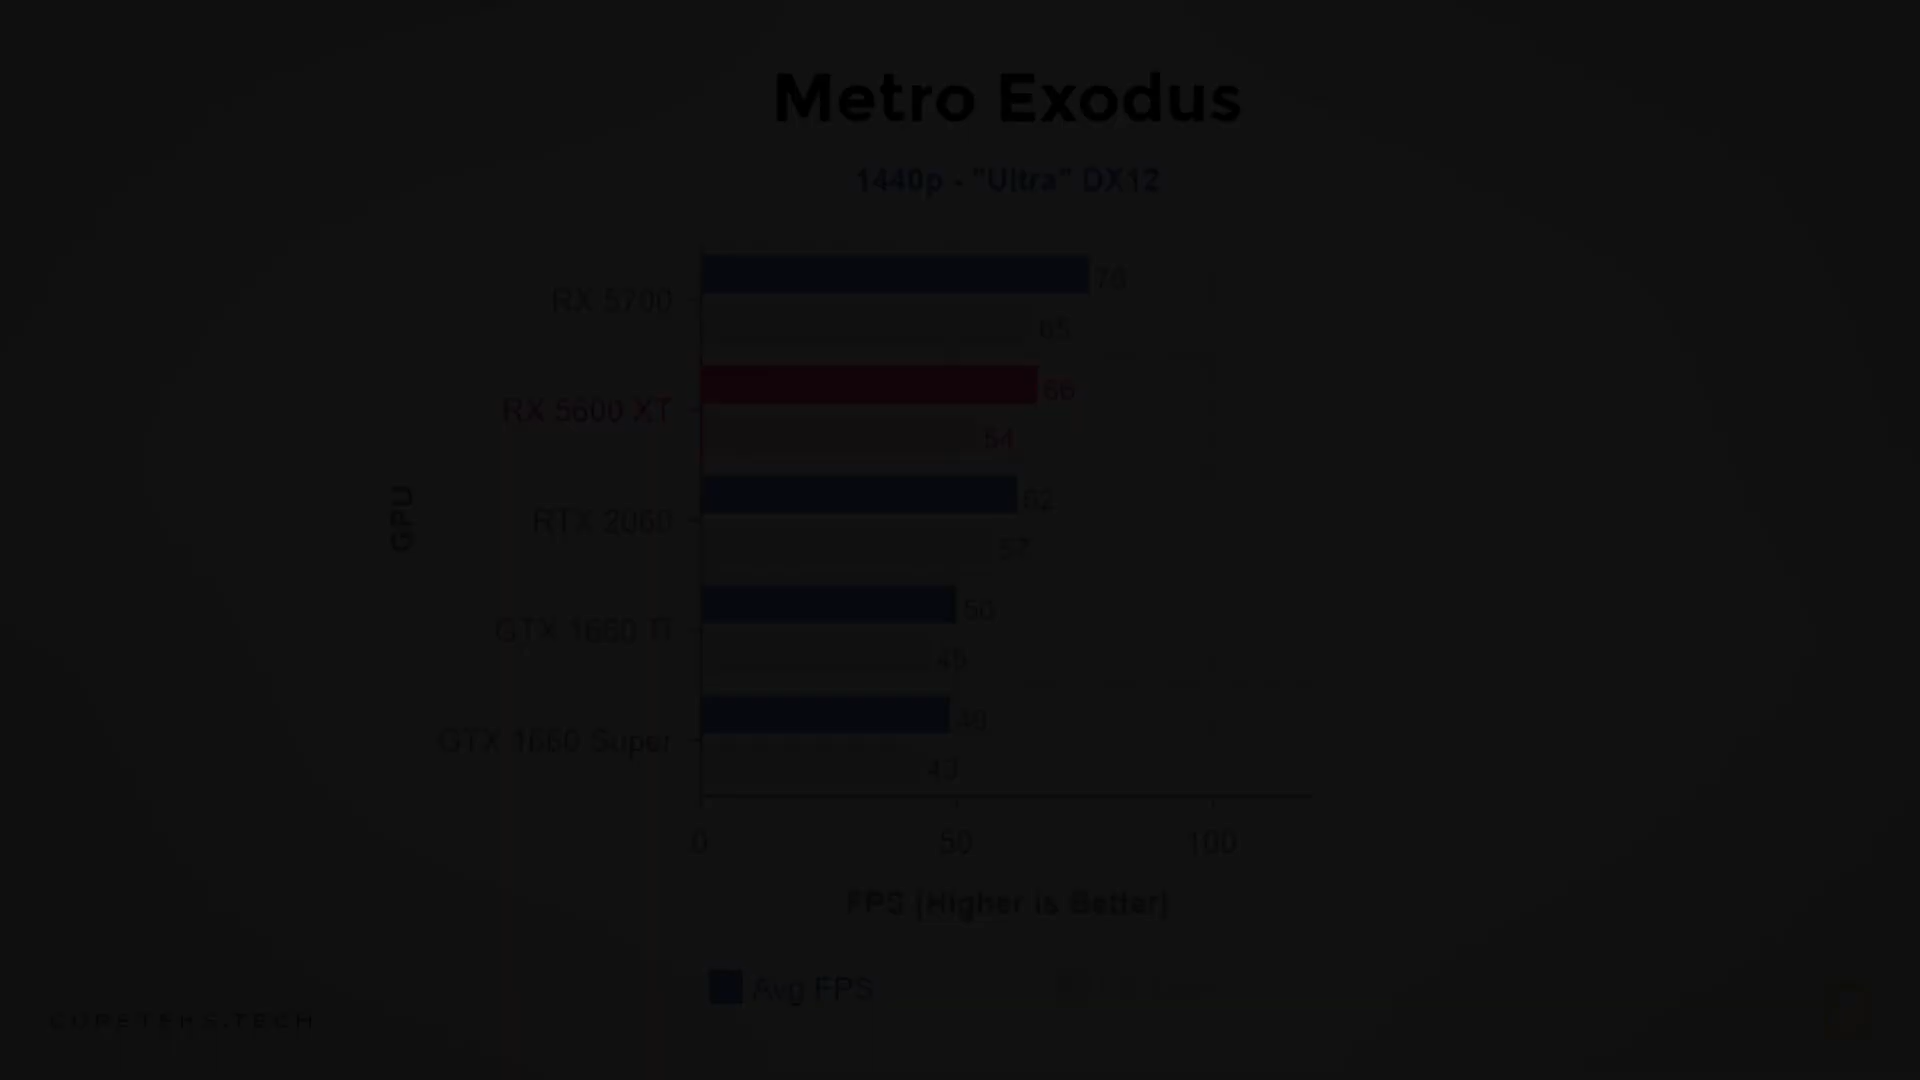 Metro Exodus
1440p - "Ultra" DX12
RX 5700
76
65
RX 5600 XT
66
54
RTX 2060
62
57
GPU
GTX 1660 Ti
50
45
GTX 1660 Super
49
43
0
50
100
FPS (Higher is Better)
Avg FPS
CORETEKS.TECH